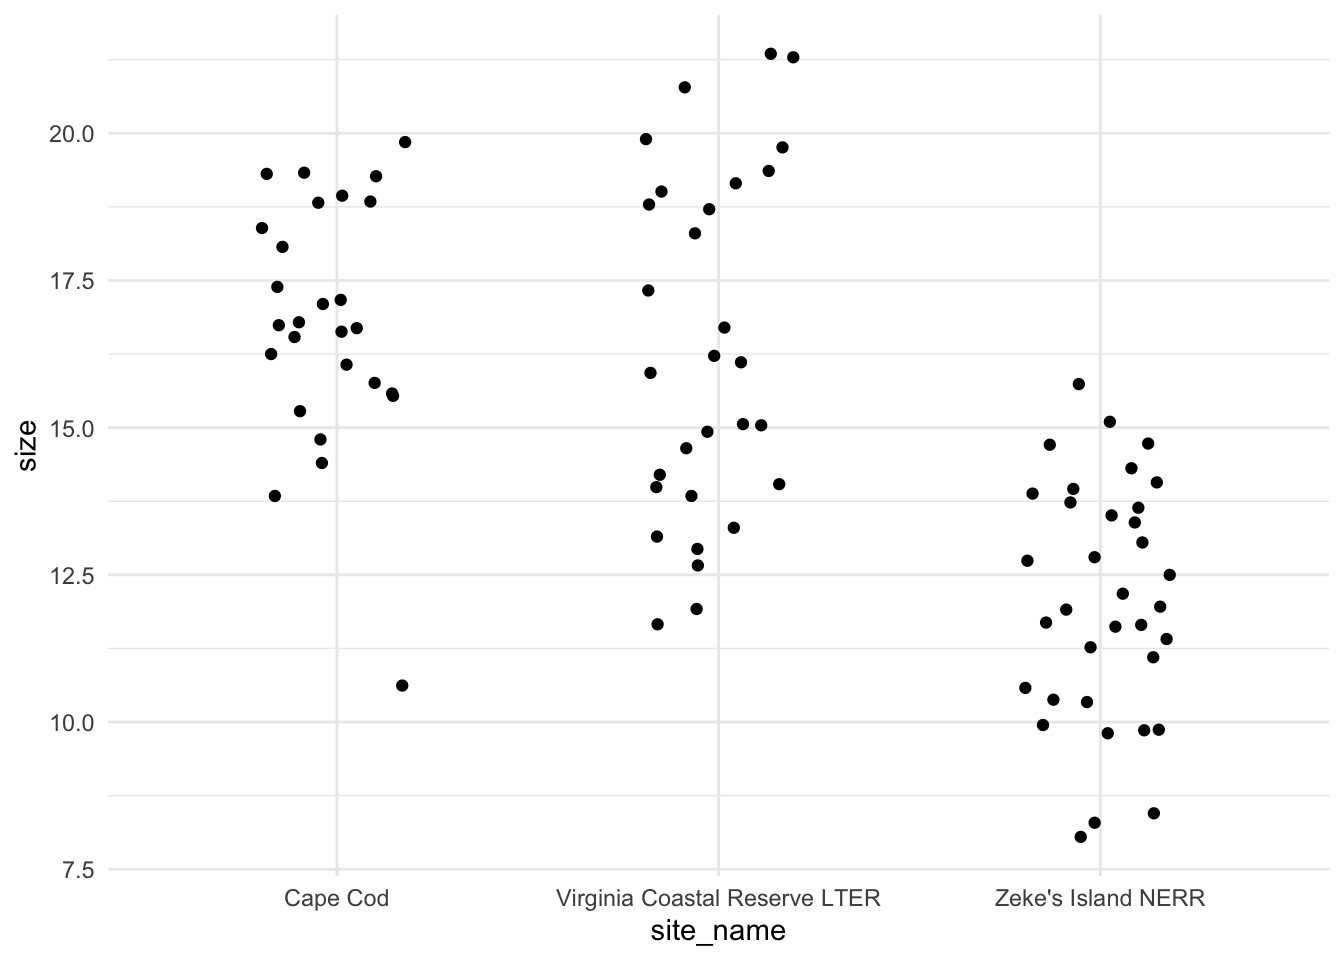 20.0
17.5
15.0
12.5
10.0
7.5
size
Cape Cod
Virginia Coastal Reserve LTER
Zeke's Island NERR
site_name